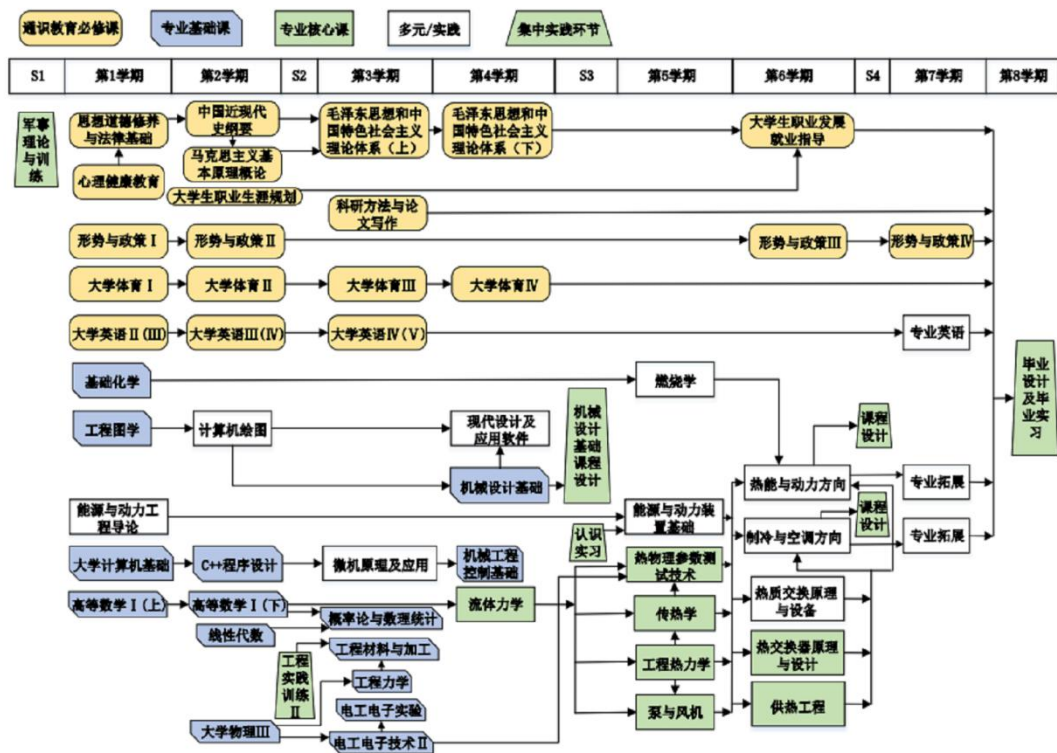 通识教育必修课
专业基础课
专业核心课
多元/实践
集中实践环节
S1
第1学期
第2学期
S2
第3学期
第4学期
S3
第5学期
第6学期
S4
第7学期
第8学期
军事
理论
与训
练
思想道德修养
与法律基础
中国近现代
史纲要
毛泽东思想和中
国特色社会主义
理论体系（上）
毛泽东思想和中
国特色社会主义
理论体系（下）
大学生职业发展
就业指导
心理健康教育
马克思主义基
本原理概论
大学生职业生涯规划
科研方法与论
文写作
形势与政策Ⅰ
形势与政策Ⅱ
形势与政策Ⅲ
形势与政策Ⅳ
大学体育Ⅰ
大学体育Ⅱ
大学体育Ⅲ
大学体育Ⅳ
大学英语Ⅱ(Ⅲ)
大学英语Ⅲ(Ⅳ)
大学英语Ⅳ(Ⅴ)
专业英语
基础化学
燃烧学
毕业
设计
及毕
业实
习
工程图学
计算机绘图
现代设计及
应用软件
机械
设计
基础
课程
设计
课程
设计
机械设计基础
热能与动力方向
专业拓展
能源与动力工
程导论
能源与动力装
置基础
认识
实习
课程
设计
制冷与空调方向
专业拓展
大学计算机基础
C++程序设计
微机原理及应用
机械工程
控制基础
热物理参数测
试技术
高等数学Ⅰ(上)
高等数学Ⅰ(下)
概率论与数理统计
流体力学
传热学
热质交换原理
与设备
线性代数
工程
实践
训练
Ⅱ
工程材料与加工
工程力学
工程热力学
热交换器原理
与设计
电工电子实验
泵与风机
供热工程
大学物理Ⅲ
电工电子技术Ⅱ